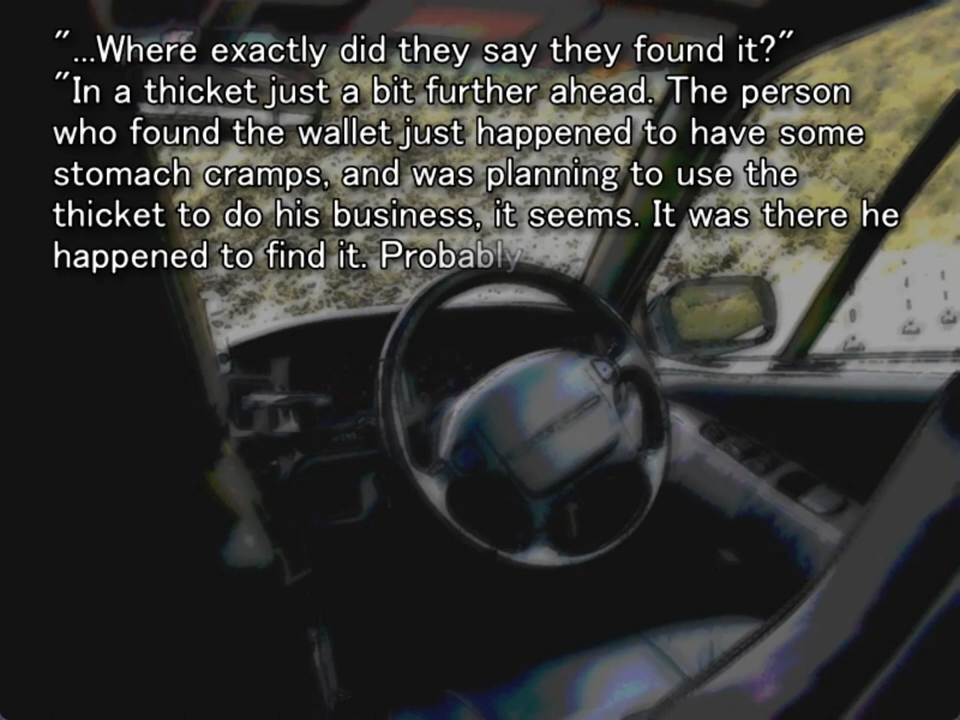 "...Where exactly did they say they found it?"
"In a thicket just a bit further ahead. The person
who found the wallet just happened to have some
stomach cramps, and was planning to use the
thicket to do his business, it seems. It was there he
happened to find it. Probably